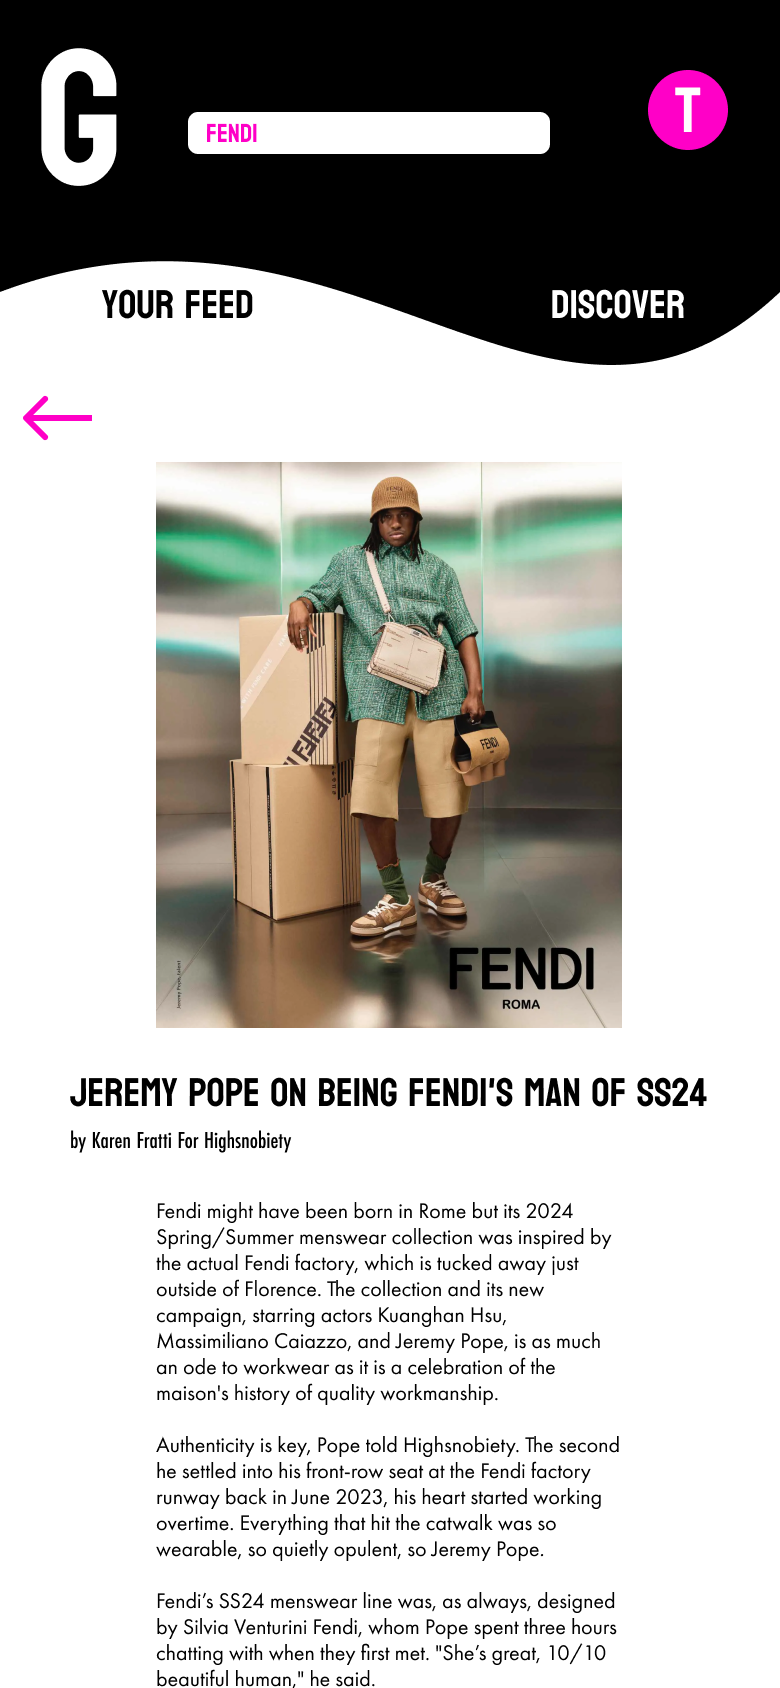 G
FENDI
T
YOUR FEED
DISCOVER
FENDI
FENDI
FENDI
ROMA
JEREMY POPE ON BEING FENDI'S MAN OF SS24
by Karen Fratti For Highsnobiety
Fendi might have been born in Rome but its 2024
Spring/Summer menswear collection was inspired by
the actual Fendi factory, which is tucked away just
outside of Florence. The collection and its new
campaign, starring actors Kuanghan Hsu,
Massimiliano Caiazzo, and Jeremy Pope, is as much
an ode to workwear as it is a celebration of the
maison's history of quality workmanship.
Authenticity is key, Pope told Highsnobiety. The second
he settled into his front-row seat at the Fendi factory
runway back in June 2023, his heart started working
overtime. Everything that hit the catwalk was so
wearable, so quietly opulent, so Jeremy Pope.
Fendi’s SS24 menswear line was, as always, designed
by Silvia Venturini Fendi, whom Pope spent three hours
chatting with when they first met. "She’s great, 10/10
beautiful human," he said.